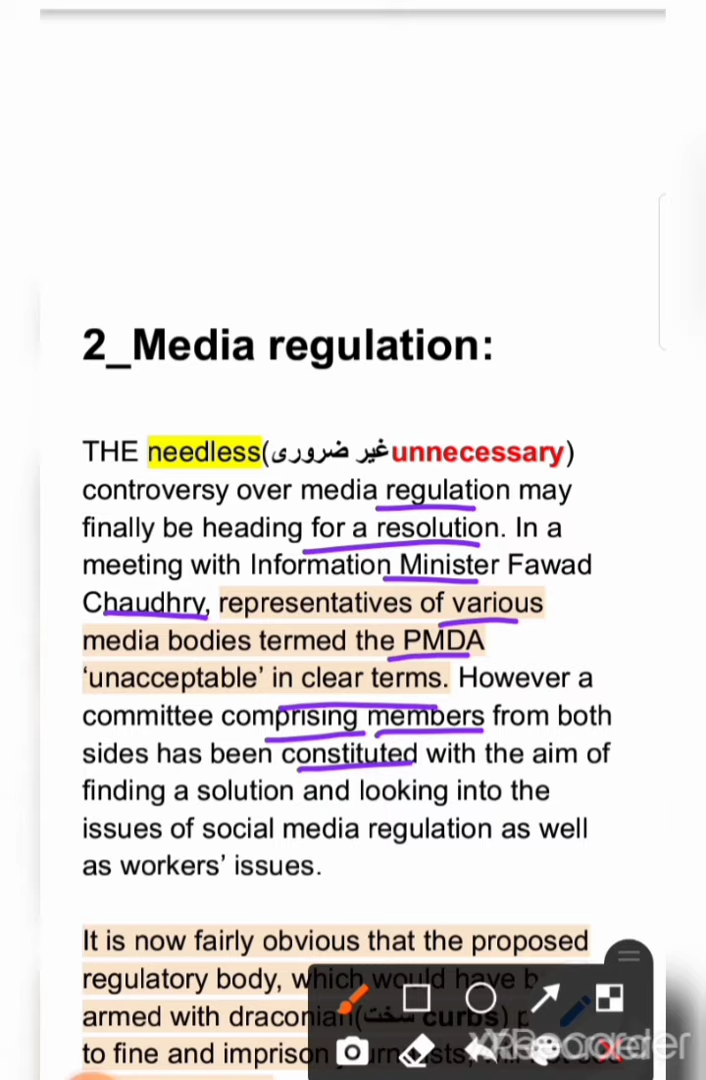 2_Media regulation:
THE needless(غیر ضروری unnecessary)
controversy over media regulation may
finally be heading for a resolution. In a
meeting with Information Minister Fawad
Chaudhry, representatives of various
media bodies termed the PMDA
‘unacceptable’ in clear terms. However a
committee comprising members from both
sides has been constituted with the aim of
finding a solution and looking into the
issues of social media regulation as well
as workers’ issues.
It is now fairly obvious that the proposed
regulatory body, which would have
armed with draconian(سخت curbs)
to fine and imprison